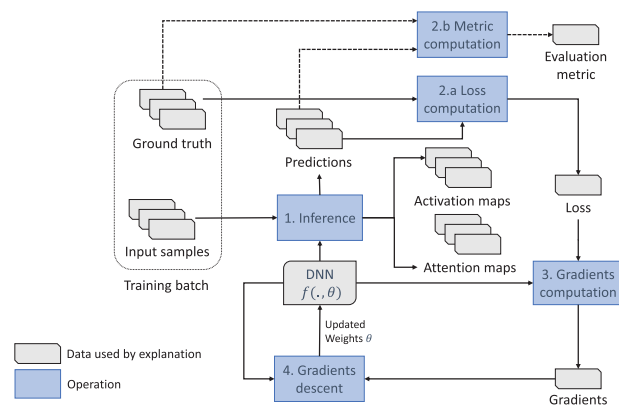 2.b Metric
computation
Evaluation
metric
2.a Loss
computation
Ground truth
Predictions
Activation maps
1. Inference
Loss
Input samples
Attention maps
Training batch
DNN
f(., θ)
3. Gradients
computation
Updated
Weights θ
Data used by explanation
4. Gradients
descent
Operation
Gradients